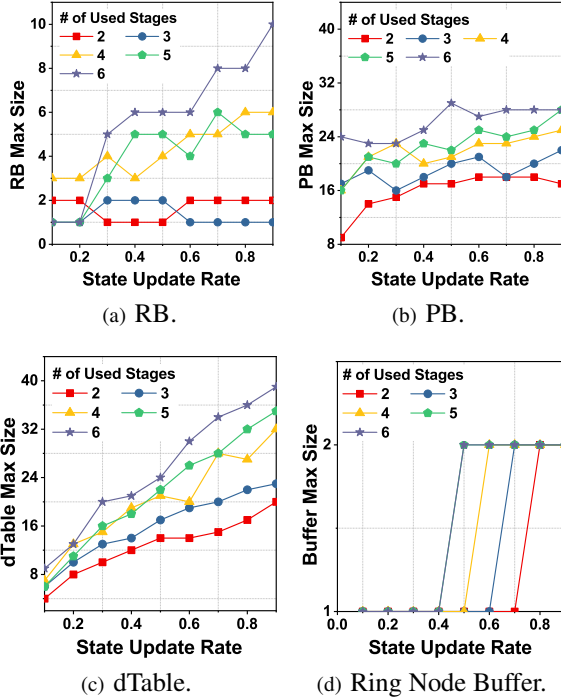 # of Used Stages
2 3
4 5
6
RB Max Size
10
8
6
4
2
0
0.2 0.4 0.6 0.8
State Update Rate
(a) RB.
# of Used Stages
2 3 4
5 6
PB Max Size
40
32
24
16
8
0.2 0.4 0.6 0.8
State Update Rate
(b) PB.
# of Used Stages
2 3
4 5
6
dTable Max Size
40
32
24
16
8
0.2 0.4 0.6 0.8
State Update Rate
(c) dTable.
# of Used Stages
2 3
4 5
6
Buffer Max Size
2
1
0.0 0.2 0.4 0.6 0.8
State Update Rate
(d) Ring Node Buffer.